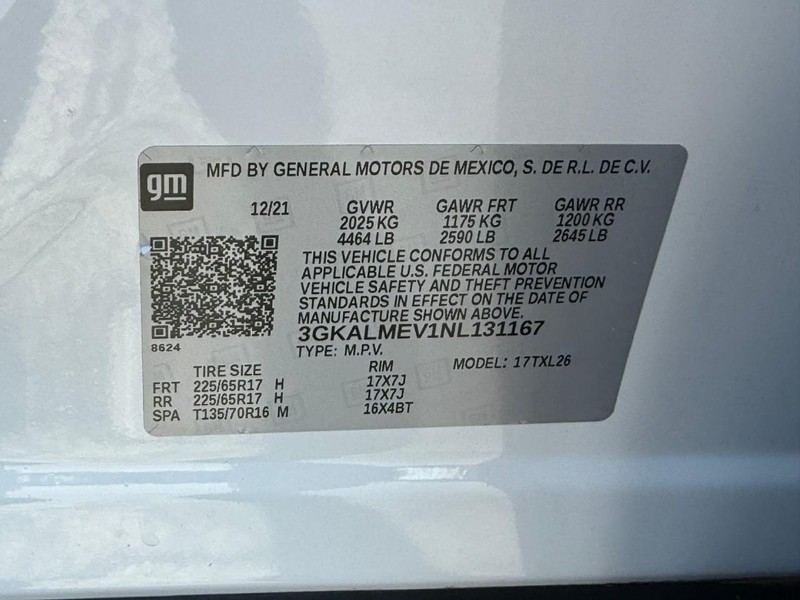 gm
MFD BY GENERAL MOTORS DE MEXICO, S. DE R.L. DE C.V.
12/21 GVWR GAWR FRT GAWR RR
2025 KG 1175 KG 1200 KG
4464 LB 2590 LB 2645 LB
THIS VEHICLE CONFORMS TO ALL
APPLICABLE U.S. FEDERAL MOTOR
VEHICLE SAFETY AND THEFT PREVENTION
STANDARDS IN EFFECT ON THE DATE OF
MANUFACTURE SHOWN ABOVE.
3GKALMEV1NL131167
8624 TYPE: M.P.V. MODEL: 17TXL26
TIRE SIZE RIM
FRT 225/65R17 H 17X7J
RR 225/65R17 H 17X7J
SPA T135/70R16 M 16X4BT